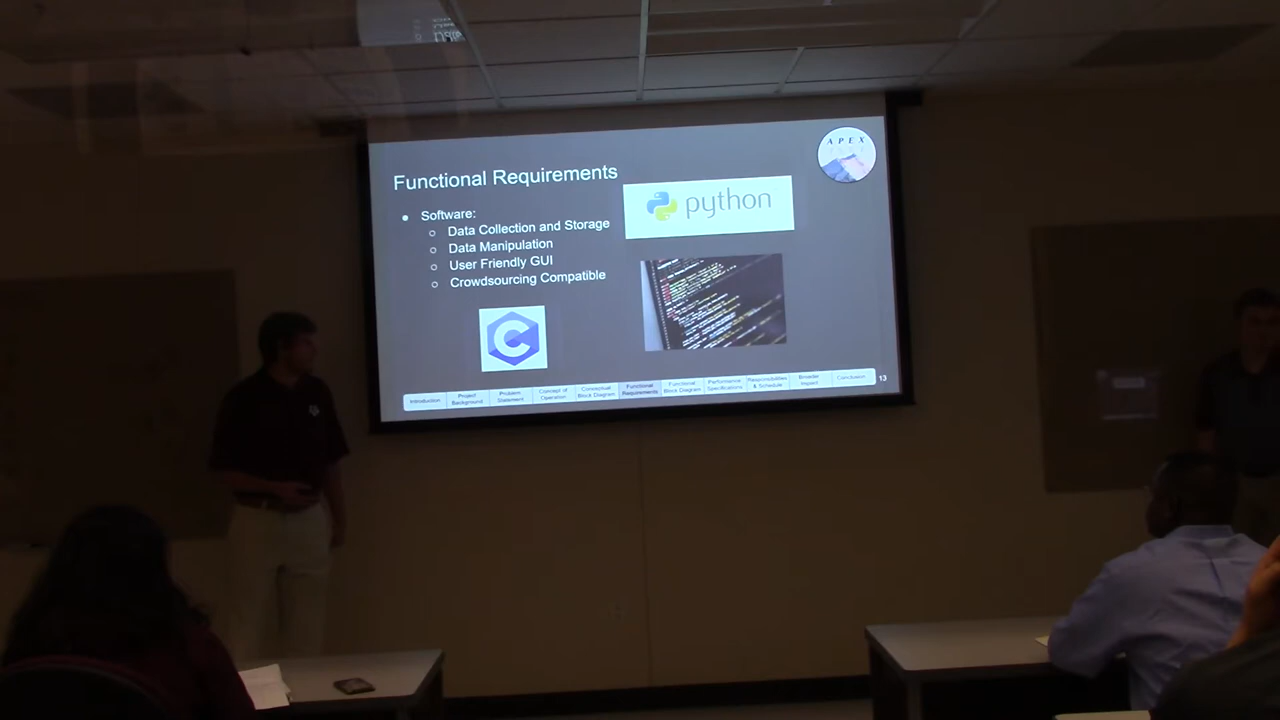 APEX
Functional Requirements
Software:
Data Collection and Storage
Data Manipulation
User Friendly GUI
Crowdsourcing Compatible
python
C
Introduction
Project
Background
Problem
Statement
Concept of
Operation
Conceptual
Block Diagram
Functional
Requirements
Functional
Block Diagram
Performance
Specifications
Responsibilities
& Schedule
Broader
Impact
Conclusion
13